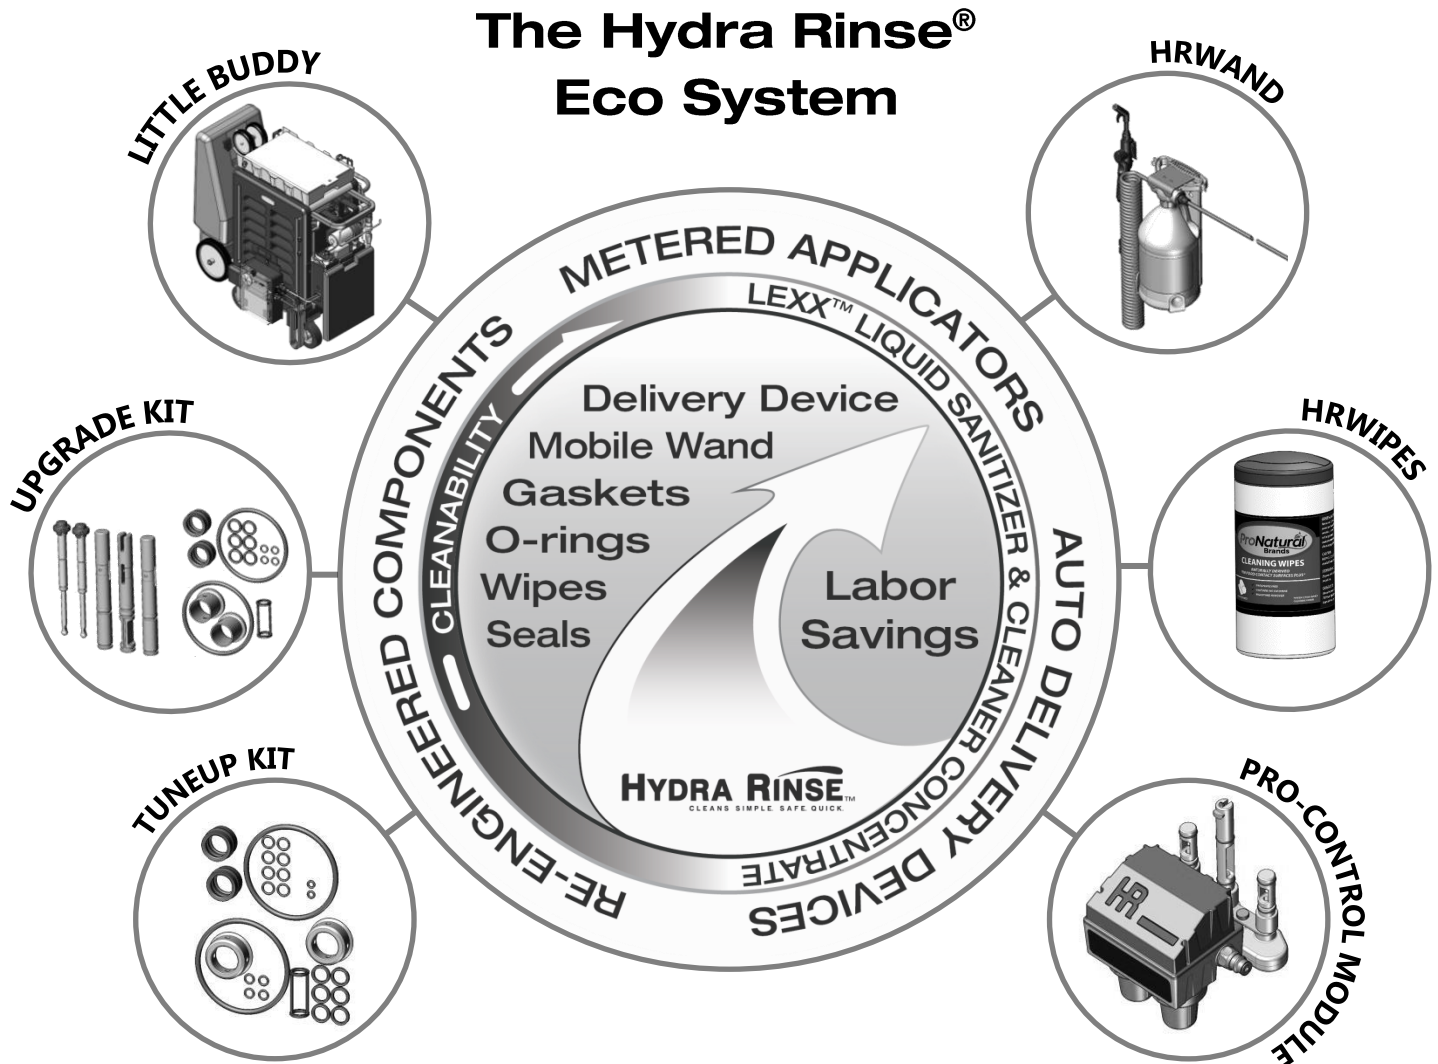 The Hydra Rinse®
Eco System
LITTLE BUDDY
HRWAND
UPGRADE KIT
HRWIPES
TUNEUP KIT
PRO-CONTROL MODULE
METERED APPLICATORS
AUTO DELIVERY DEVICES
RE-ENGINEERED COMPONENTS
LEXX™ LIQUID SANITIZER & CLEANER CONCENTRATE
CLEANABILITY
Delivery Device
Mobile Wand
Gaskets
O-rings
Wipes
Seals
Labor
Savings
HYDRA RINSE™
CLEANS SIMPLE. SAFE. QUICK.
ProNatural
Brands
CLEANING WIPES
HR